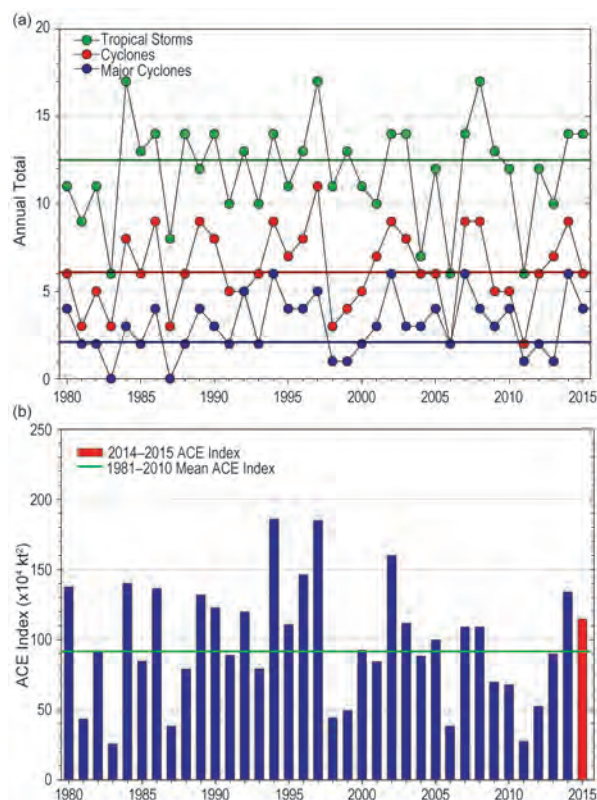 (a)
20
Tropical Storms
Cyclones
Major Cyclones
15
Annual Total
10
5
0
1980 1985 1990 1995 2000 2005 2010 2015
(b)
250
2014–2015 ACE Index
1981–2010 Mean ACE Index
200
150
ACE Index (x10⁴ kt²)
100
50
0
1980 1985 1990 1995 2000 2005 2010 2015